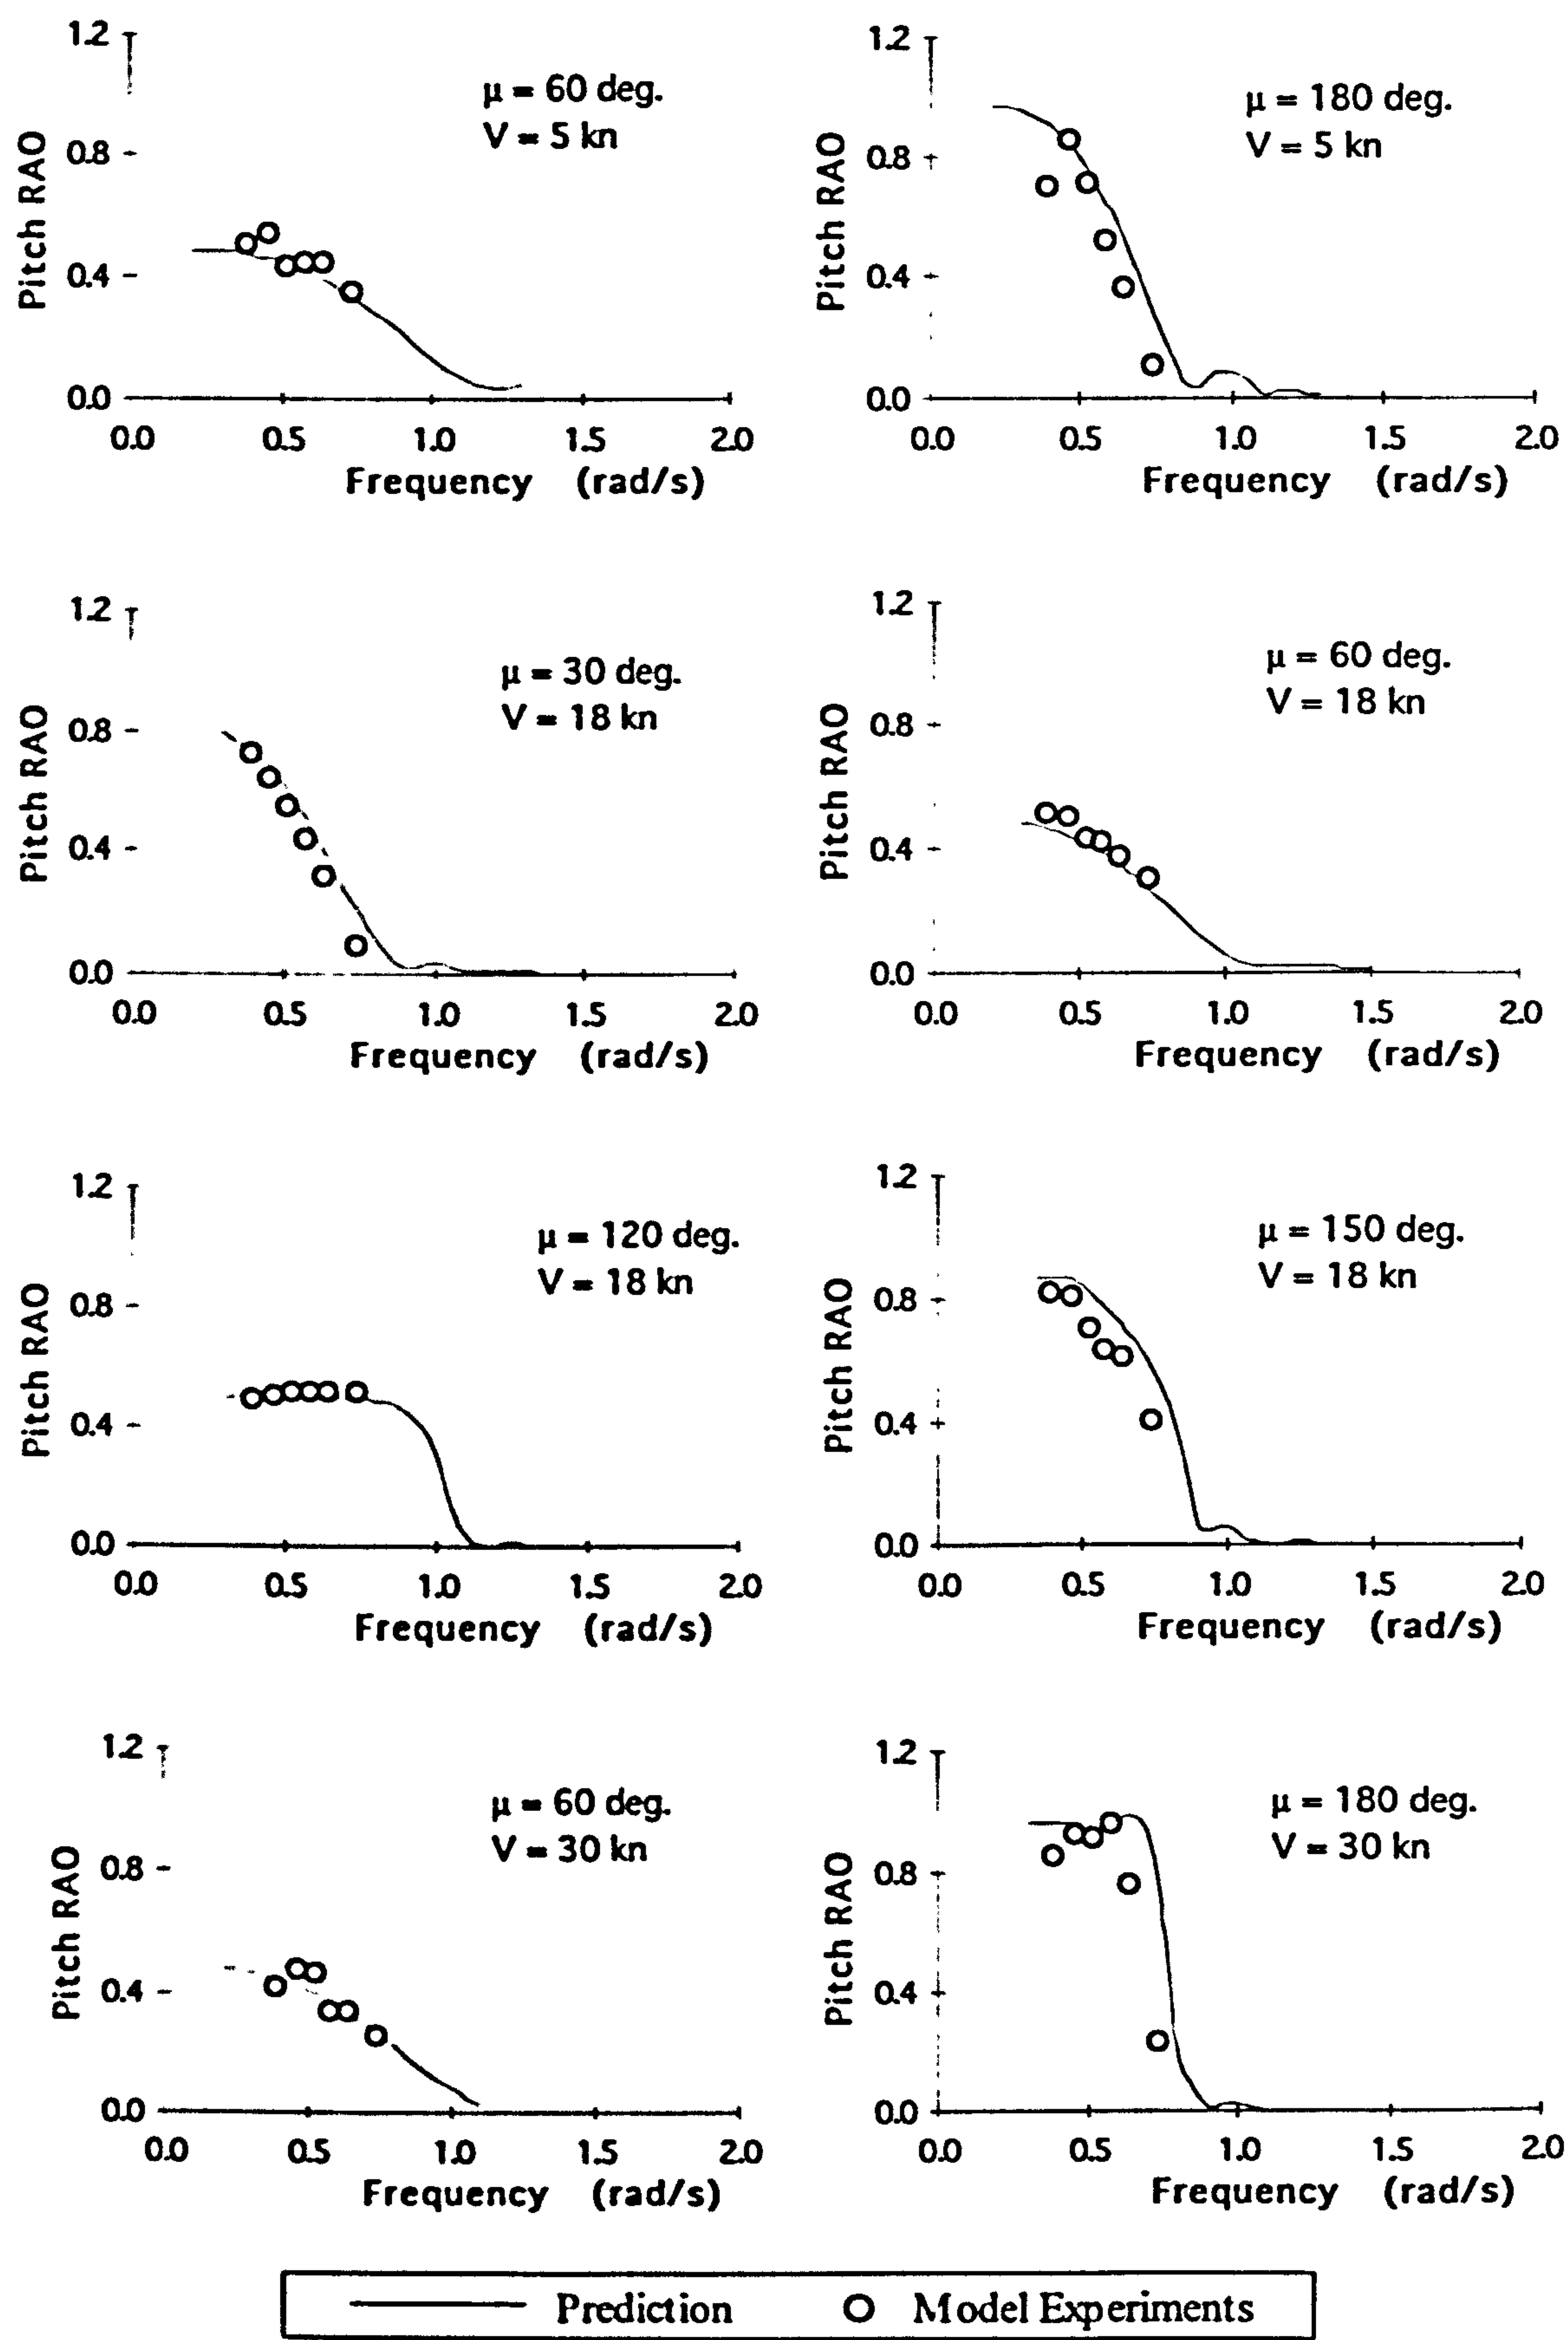 1.2
μ = 60 deg.
V = 5 kn
0.8
Pitch RAO
0.4
0.0
0.0 0.5 1.0 1.5 2.0
Frequency (rad/s)
1.2
μ = 180 deg.
V = 5 kn
0.8
Pitch RAO
0.4
0.0
0.0 0.5 1.0 1.5 2.0
Frequency (rad/s)
1.2
μ = 30 deg.
V = 18 kn
0.8
Pitch RAO
0.4
0.0
0.0 0.5 1.0 1.5 2.0
Frequency (rad/s)
1.2
μ = 60 deg.
V = 18 kn
0.8
Pitch RAO
0.4
0.0
0.0 0.5 1.0 1.5 2.0
Frequency (rad/s)
1.2
μ = 120 deg.
V = 18 kn
0.8
Pitch RAO
0.4
0.0
0.0 0.5 1.0 1.5 2.0
Frequency (rad/s)
1.2
μ = 150 deg.
V = 18 kn
0.8
Pitch RAO
0.4
0.0
0.0 0.5 1.0 1.5 2.0
Frequency (rad/s)
1.2
μ = 60 deg.
V = 30 kn
0.8
Pitch RAO
0.4
0.0
0.0 0.5 1.0 1.5 2.0
Frequency (rad/s)
1.2
μ = 180 deg.
V = 30 kn
0.8
Pitch RAO
0.4
0.0
0.0 0.5 1.0 1.5 2.0
Frequency (rad/s)
Prediction Model Experiments